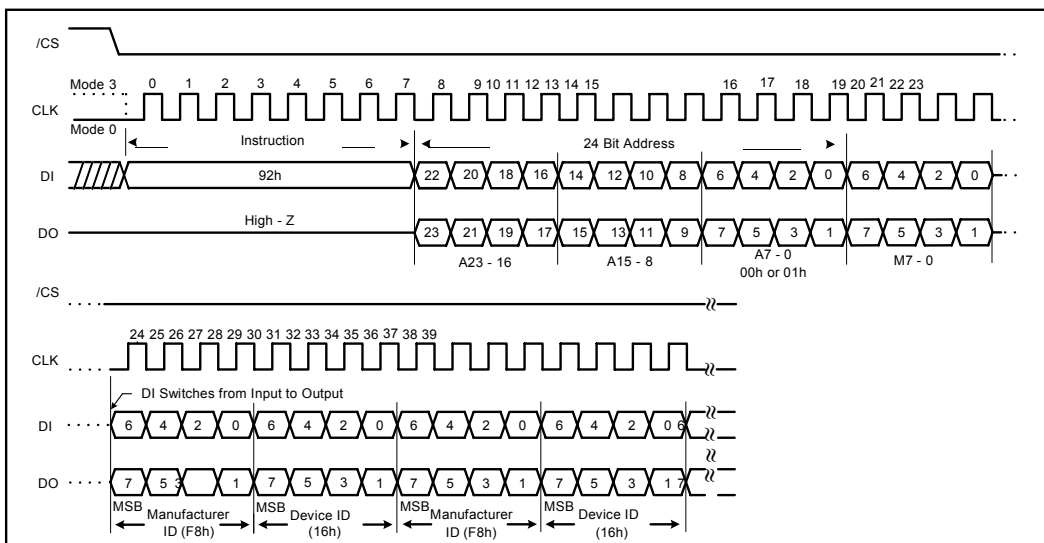 /CS
Mode 3 0 1 2 3 4 5 6 7 8 9 10 11 12 13 14 15 16 17 18 19 20 21 22 23
CLK
Mode 0
Instruction 24 Bit Address
DI 92h 22 20 18 16 14 12 10 8 6 4 2 0 6 4 2 0
High - Z
DO 23 21 19 17 15 13 11 9 7 5 3 1 7 5 3 1
A23 - 16 A15 - 8 A7 - 0 M7 - 0
00h or 01h
/CS
24 25 26 27 28 29 30 31 32 33 34 35 36 37 38 39
CLK
DI Switches from Input to Output
DI 6 4 2 0 6 4 2 0 6 4 2 0 6 4 2 0 6
DO 7 5 3 1 7 5 3 1 7 5 3 1 7 5 3 1 7
MSB MSB MSB MSB
Manufacturer Device ID Manufacturer Device ID
ID (F8h) (16h) ID (F8h) (16h)